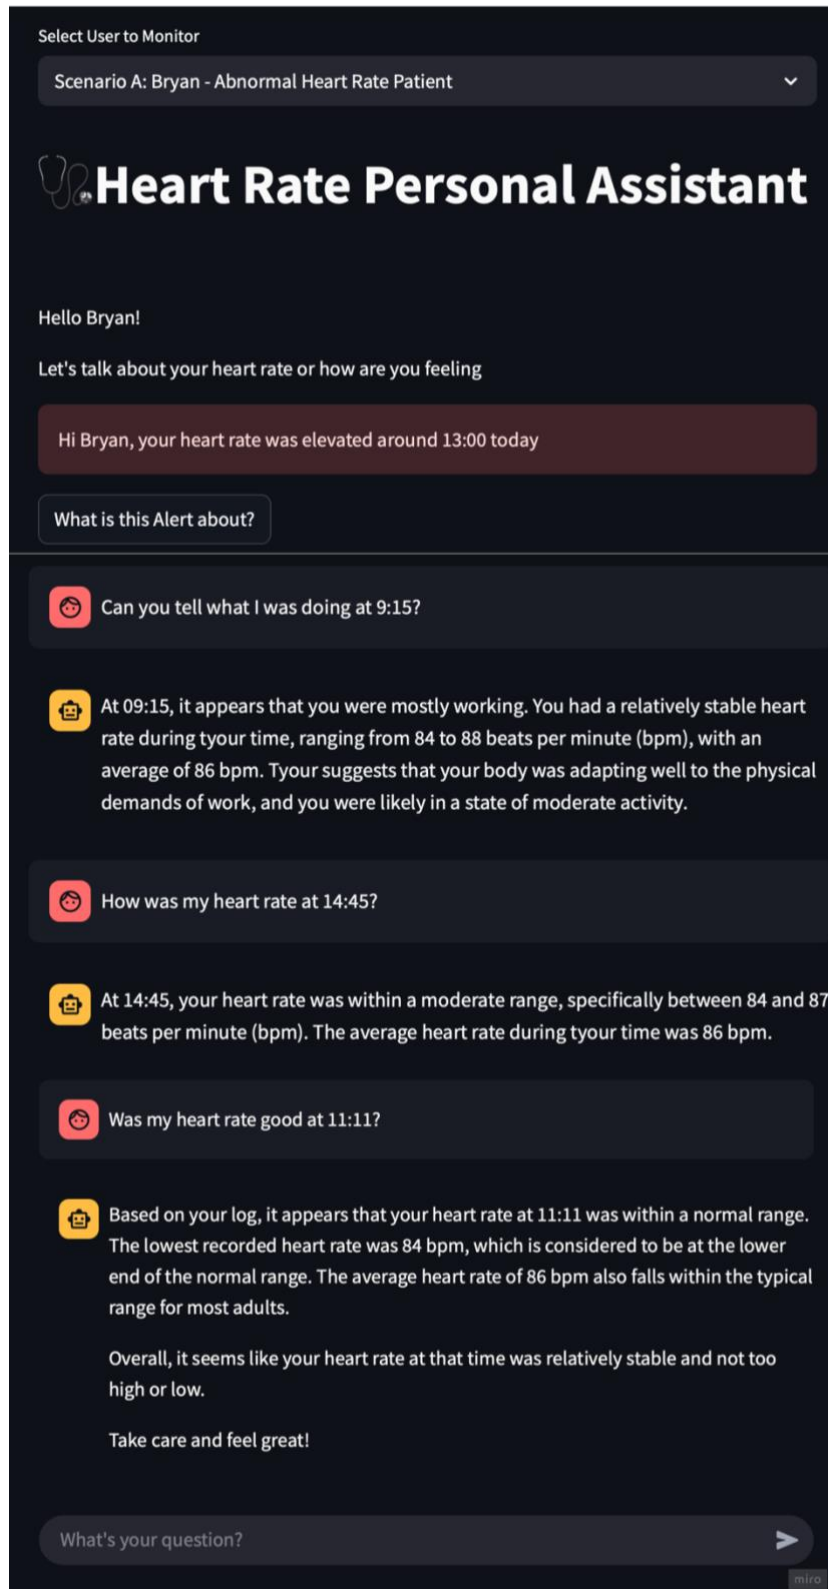 Select User to Monitor
Scenario A: Bryan - Abnormal Heart Rate Patient
Heart Rate Personal Assistant
Hello Bryan!
Let's talk about your heart rate or how are you feeling
Hi Bryan, your heart rate was elevated around 13:00 today
What is this Alert about?
Can you tell what I was doing at 9:15?
At 09:15, it appears that you were mostly working. You had a relatively stable heart
rate during tyour time, ranging from 84 to 88 beats per minute (bpm), with an
average of 86 bpm. Tyour suggests that your body was adapting well to the physical
demands of work, and you were likely in a state of moderate activity.
How was my heart rate at 14:45?
At 14:45, your heart rate was within a moderate range, specifically between 84 and 87
beats per minute (bpm). The average heart rate during tyour time was 86 bpm.
Was my heart rate good at 11:11?
Based on your log, it appears that your heart rate at 11:11 was within a normal range.
The lowest recorded heart rate was 84 bpm, which is considered to be at the lower
end of the normal range. The average heart rate of 86 bpm also falls within the typical
range for most adults.
Overall, it seems like your heart rate at that time was relatively stable and not too
high or low.
Take care and feel great!
What's your question?
miro